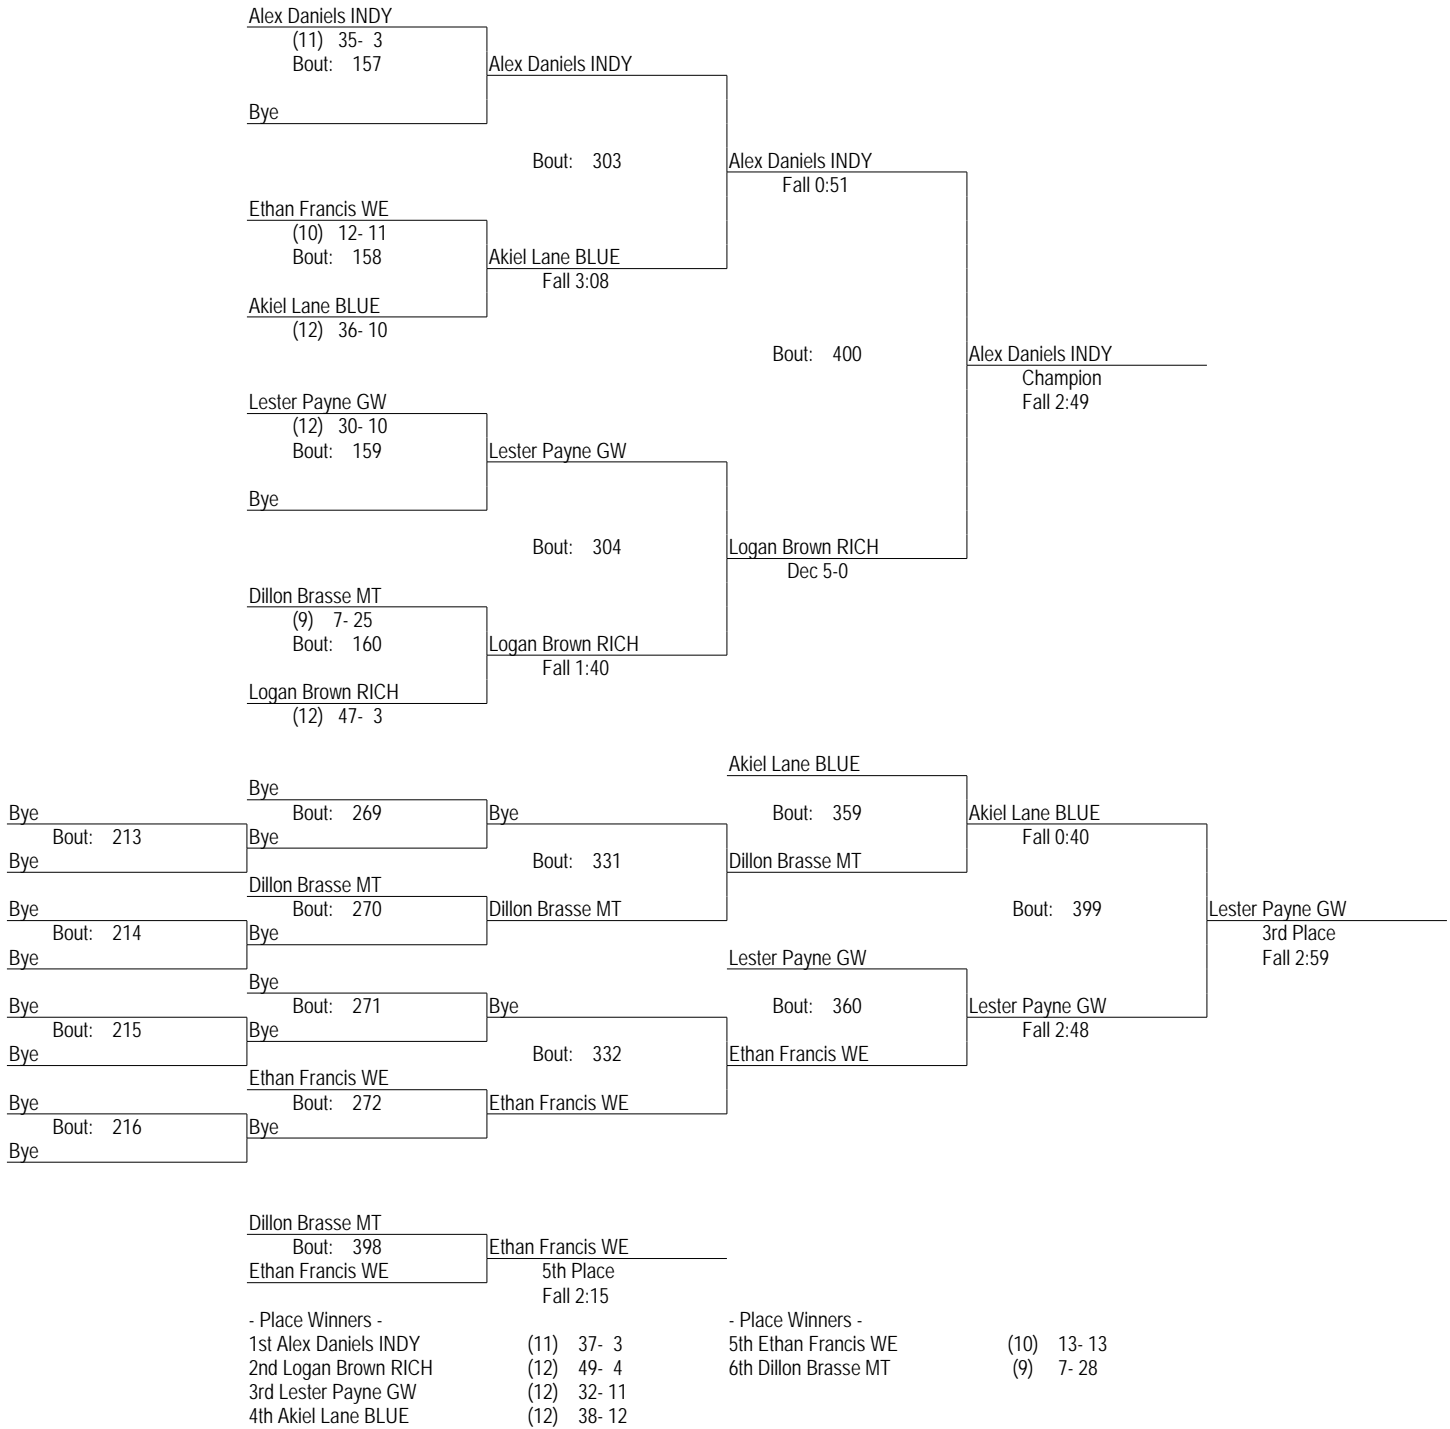 Alex Daniels INDY
(11) 35- 3
Bout: 157
Alex Daniels INDY
Bye
Bout: 303
Alex Daniels INDY
Fall 0:51
Ethan Francis WE
(10) 12- 11
Bout: 158
Akiel Lane BLUE
Fall 3:08
Akiel Lane BLUE
(12) 36- 10
Bout: 400
Alex Daniels INDY
Champion
Fall 2:49
Lester Payne GW
(12) 30- 10
Bout: 159
Lester Payne GW
Bye
Bout: 304
Logan Brown RICH
Dec 5-0
Dillon Brasse MT
(9) 7- 25
Bout: 160
Logan Brown RICH
Fall 1:40
Logan Brown RICH
(12) 47- 3
Akiel Lane BLUE
Bye
Bye
Bout: 269
Bye
Bout: 359
Akiel Lane BLUE
Bout: 213
Bye
Fall 0:40
Bye
Bout: 331
Dillon Brasse MT
Dillon Brasse MT
Bye
Bout: 270
Dillon Brasse MT
Bout: 399
Lester Payne GW
Bout: 214
Bye
3rd Place
Bye
Lester Payne GW
Fall 2:59
Bye
Bye
Bout: 271
Bye
Bout: 360
Lester Payne GW
Bout: 215
Bye
Fall 2:48
Bye
Bout: 332
Ethan Francis WE
Ethan Francis WE
Bye
Bout: 272
Ethan Francis WE
Bout: 216
Bye
Bye
Dillon Brasse MT
Bout: 398
Ethan Francis WE
Ethan Francis WE
5th Place
Fall 2:15
- Place Winners -
1st Alex Daniels INDY (11) 37- 3
2nd Logan Brown RICH (12) 49- 4
3rd Lester Payne GW (12) 32- 11
4th Akiel Lane BLUE (12) 38- 12
- Place Winners -
5th Ethan Francis WE (10) 13- 13
6th Dillon Brasse MT (9) 7- 28